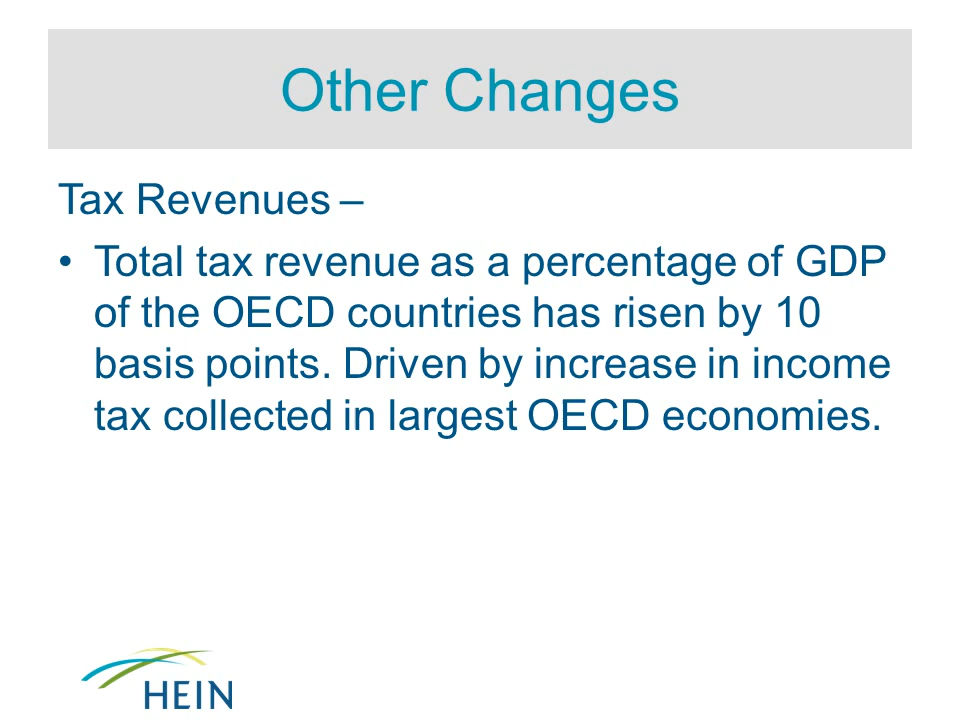 Other Changes
Tax Revenues –
• Total tax revenue as a percentage of GDP
of the OECD countries has risen by 10
basis points. Driven by increase in income
tax collected in largest OECD economies.
HEIN